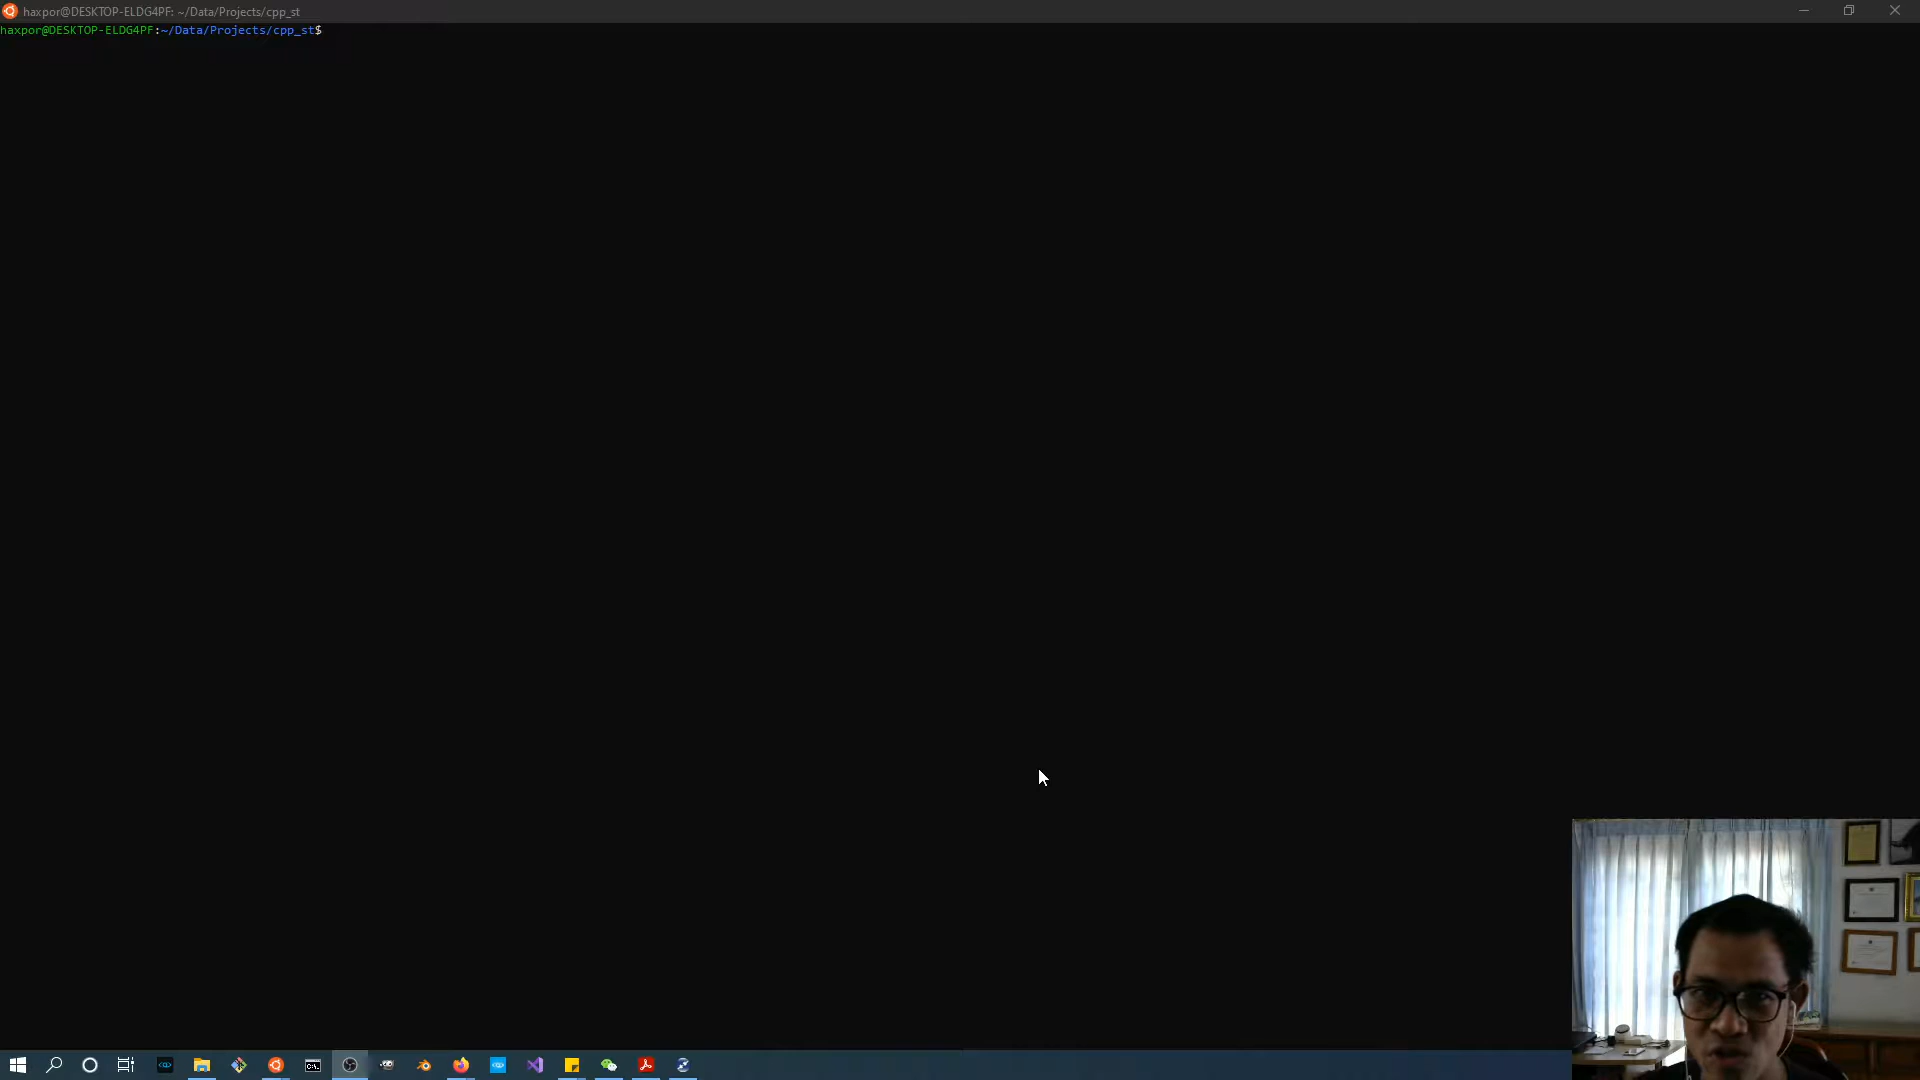 haxpor@DESKTOP-ELDG4PF: ~/Data/Projects/cpp_st
haxpor@DESKTOP-ELDG4PF:~/Data/Projects/cpp_st$